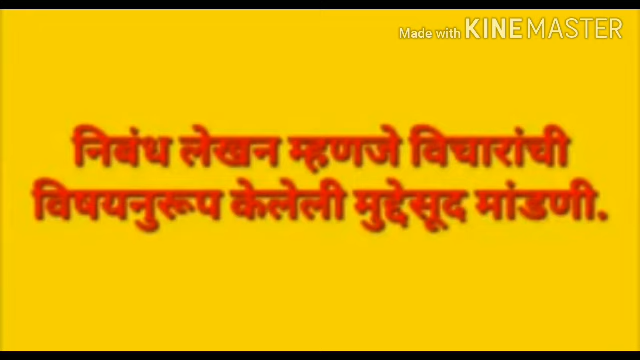 Made with KINEMASTER
निबंध लेखन म्हणजे विचारांची
विषयनुरूप केलेली मुद्देसूद मांडणी.